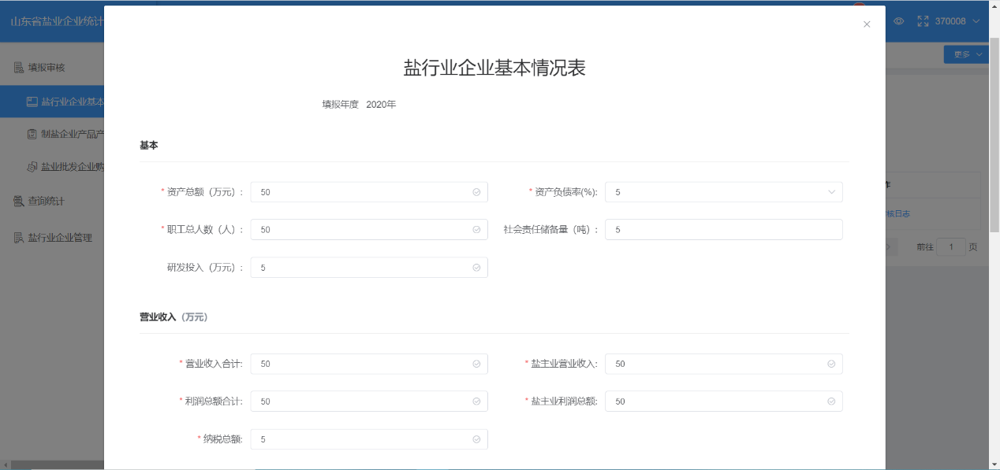 山东省盐业企业统计
370008
更多
填报审核
盐行业企业基本
制盐企业产品产
盐业批发企业购
查询统计
盐行业企业管理
盐行业企业基本情况表
填报年度 2020年
基本
* 资产总额（万元）: 50
* 资产负债率(%): 5
* 职工总人数（人）: 50
社会责任储备量（吨）: 5
研发投入（万元）: 5
营业收入（万元）
* 营业收入合计: 50
* 盐主业营业收入: 50
* 利润总额合计: 50
* 盐主业利润总额: 50
* 纳税总额: 5
作
核日志
前往 1 页